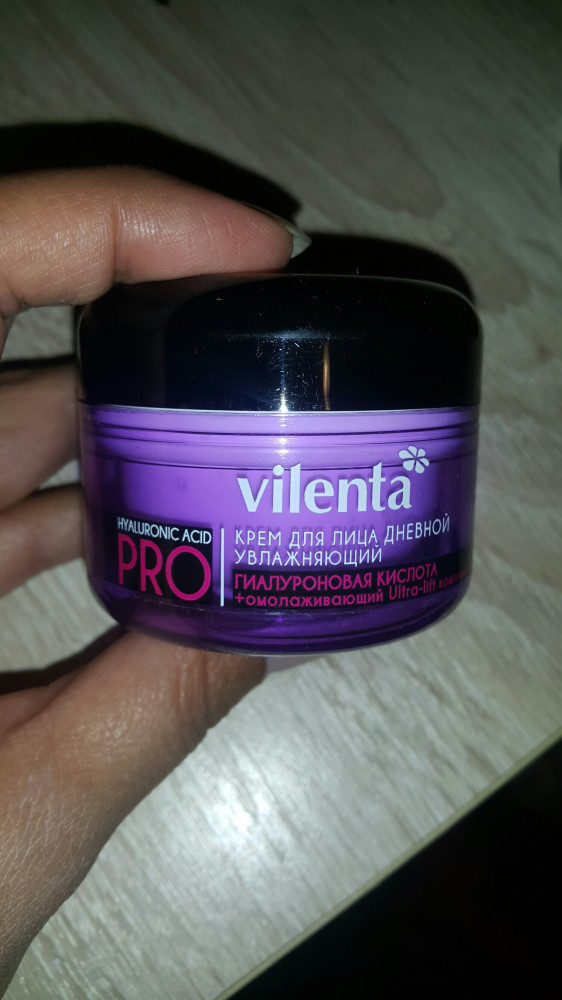 vilenta
HYALURONIC ACID
PRO
КРЕМ ДЛЯ ЛИЦА ДНЕВНОЙ
УВЛАЖНЯЮЩИЙ
ГИАЛУРОНОВАЯ КИСЛОТА
+омолаживающий Ultra-lift